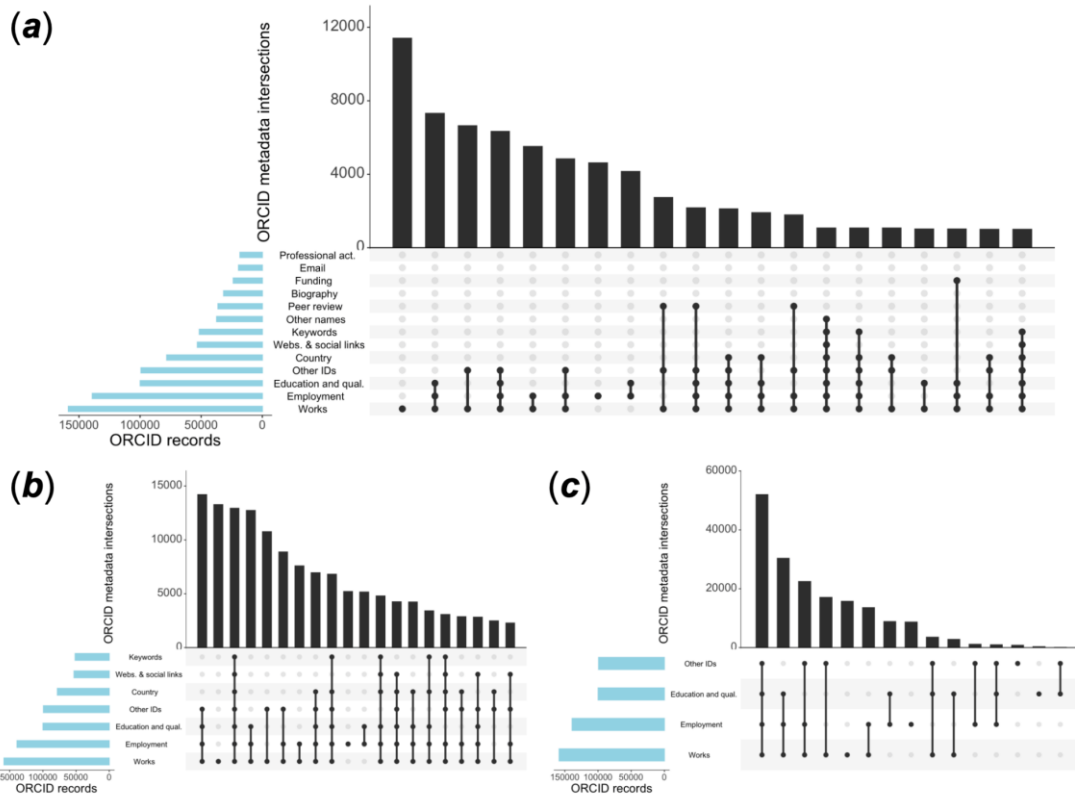 (a)
ORCID metadata intersections
12000
8000
4000
0
Professional act.
Email
Funding
Biography
Peer review
Other names
Keywords
Webs. & social links
Country
Other IDs
Education and qual.
Employment
Works
150000 100000 50000 0
ORCID records
(b)
ORCID metadata intersections
15000
10000
5000
0
Keywords
Webs. & social links
Country
Other IDs
Education and qual.
Employment
Works
50000 100000 50000 0
ORCID records
(c)
ORCID metadata intersections
60000
40000
20000
0
Other IDs
Education and qual.
Employment
Works
150000 100000 50000 0
ORCID records